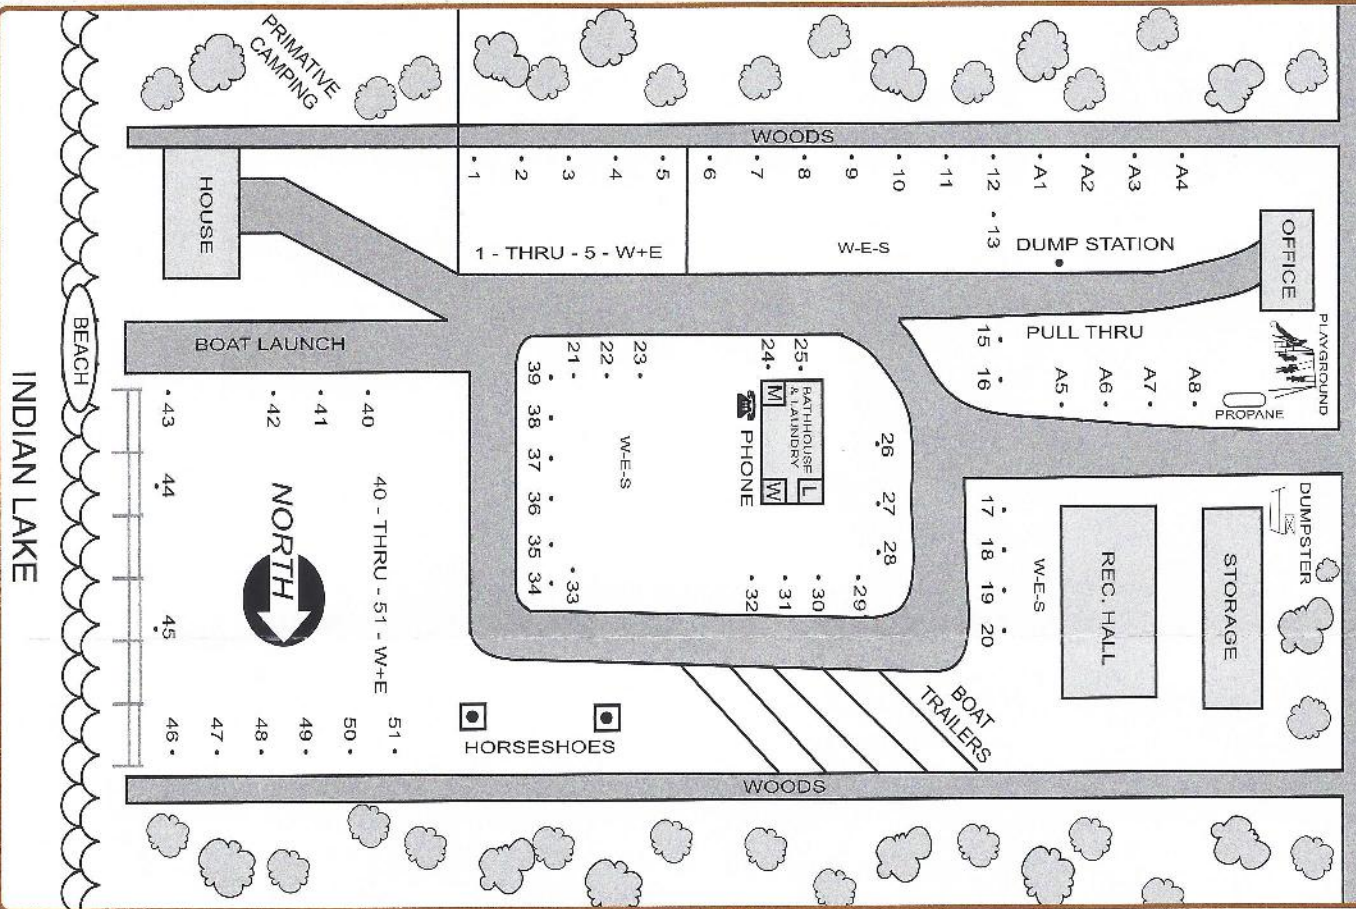 PRIMATIVE
CAMPING
WOODS
HOUSE
1
2
3
4
5
6
7
8
9
10
11
12
A1
A2
A3
A4
13
1 - THRU - 5 - W+E
W-E-S
DUMP STATION
OFFICE
BOAT LAUNCH
BEACH
INDIAN LAKE
PULL THRU
15
16
A5
A6
A7
A8
PLAYGROUND
PROPANE
21
22
23
24
25
39
38
37
36
35
34
33
W-E-S
M
BATHHOUSE
& LAUNDRY
W
L
PHONE
26
27
28
29
30
31
32
43
42
41
40
44
45
40 - THRU - 51 - W+E
NORTH
46
47
48
49
50
51
HORSESHOES
BOAT
TRAILERS
17
18
19
20
W-E-S
REC. HALL
STORAGE
DUMPSTER
WOODS